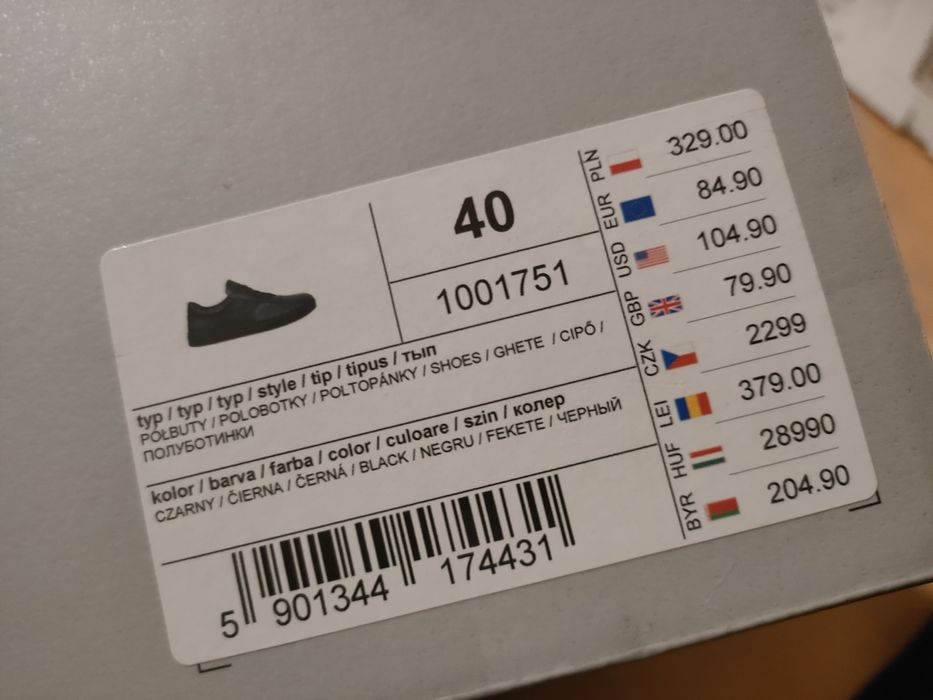 40
1001751
typ / typ / typ / style / tip / tipus / тып
PÓŁBUTY / POLOBOTKY / POLTOPÁNKY / SHOES / GHETE / CIPŐ /
ПОЛУБОТИНКИ
kolor / barva / farba / color / culoare / szin / колер
CZARNY / ČIERNA / ČERNÁ / BLACK / NEGRU / FEKETE / ЧЕРНЫЙ
5 901344 174431
PLN 329.00
EUR 84.90
USD 104.90
GBP 79.90
CZK 2299
LEI 379.00
HUF 28990
BYR 204.90